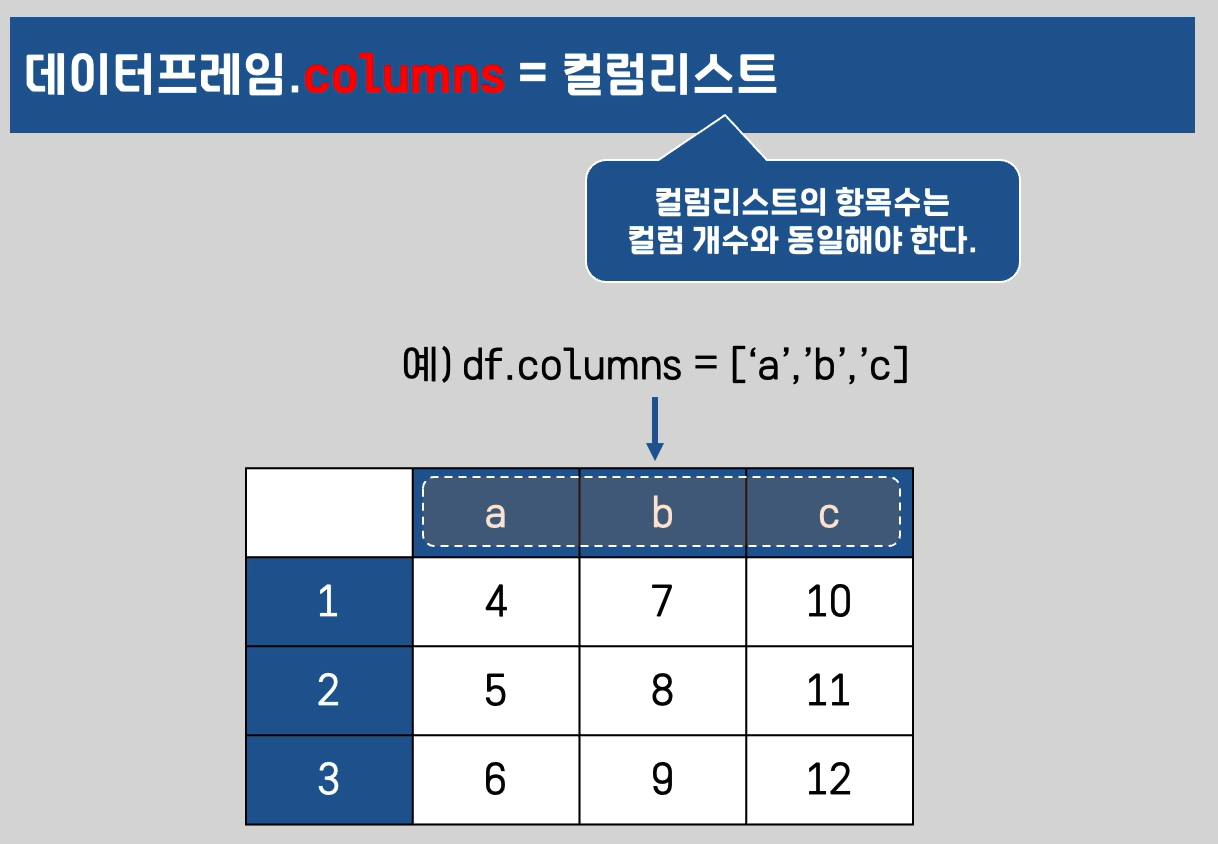 데이터프레임.columns = 컬럼리스트
컬럼리스트의 항목수는
컬럼 개수와 동일해야 한다.
예) df.columns = [‘a’,’b’,’c]
a b c
1 4 7 10
2 5 8 11
3 6 9 12